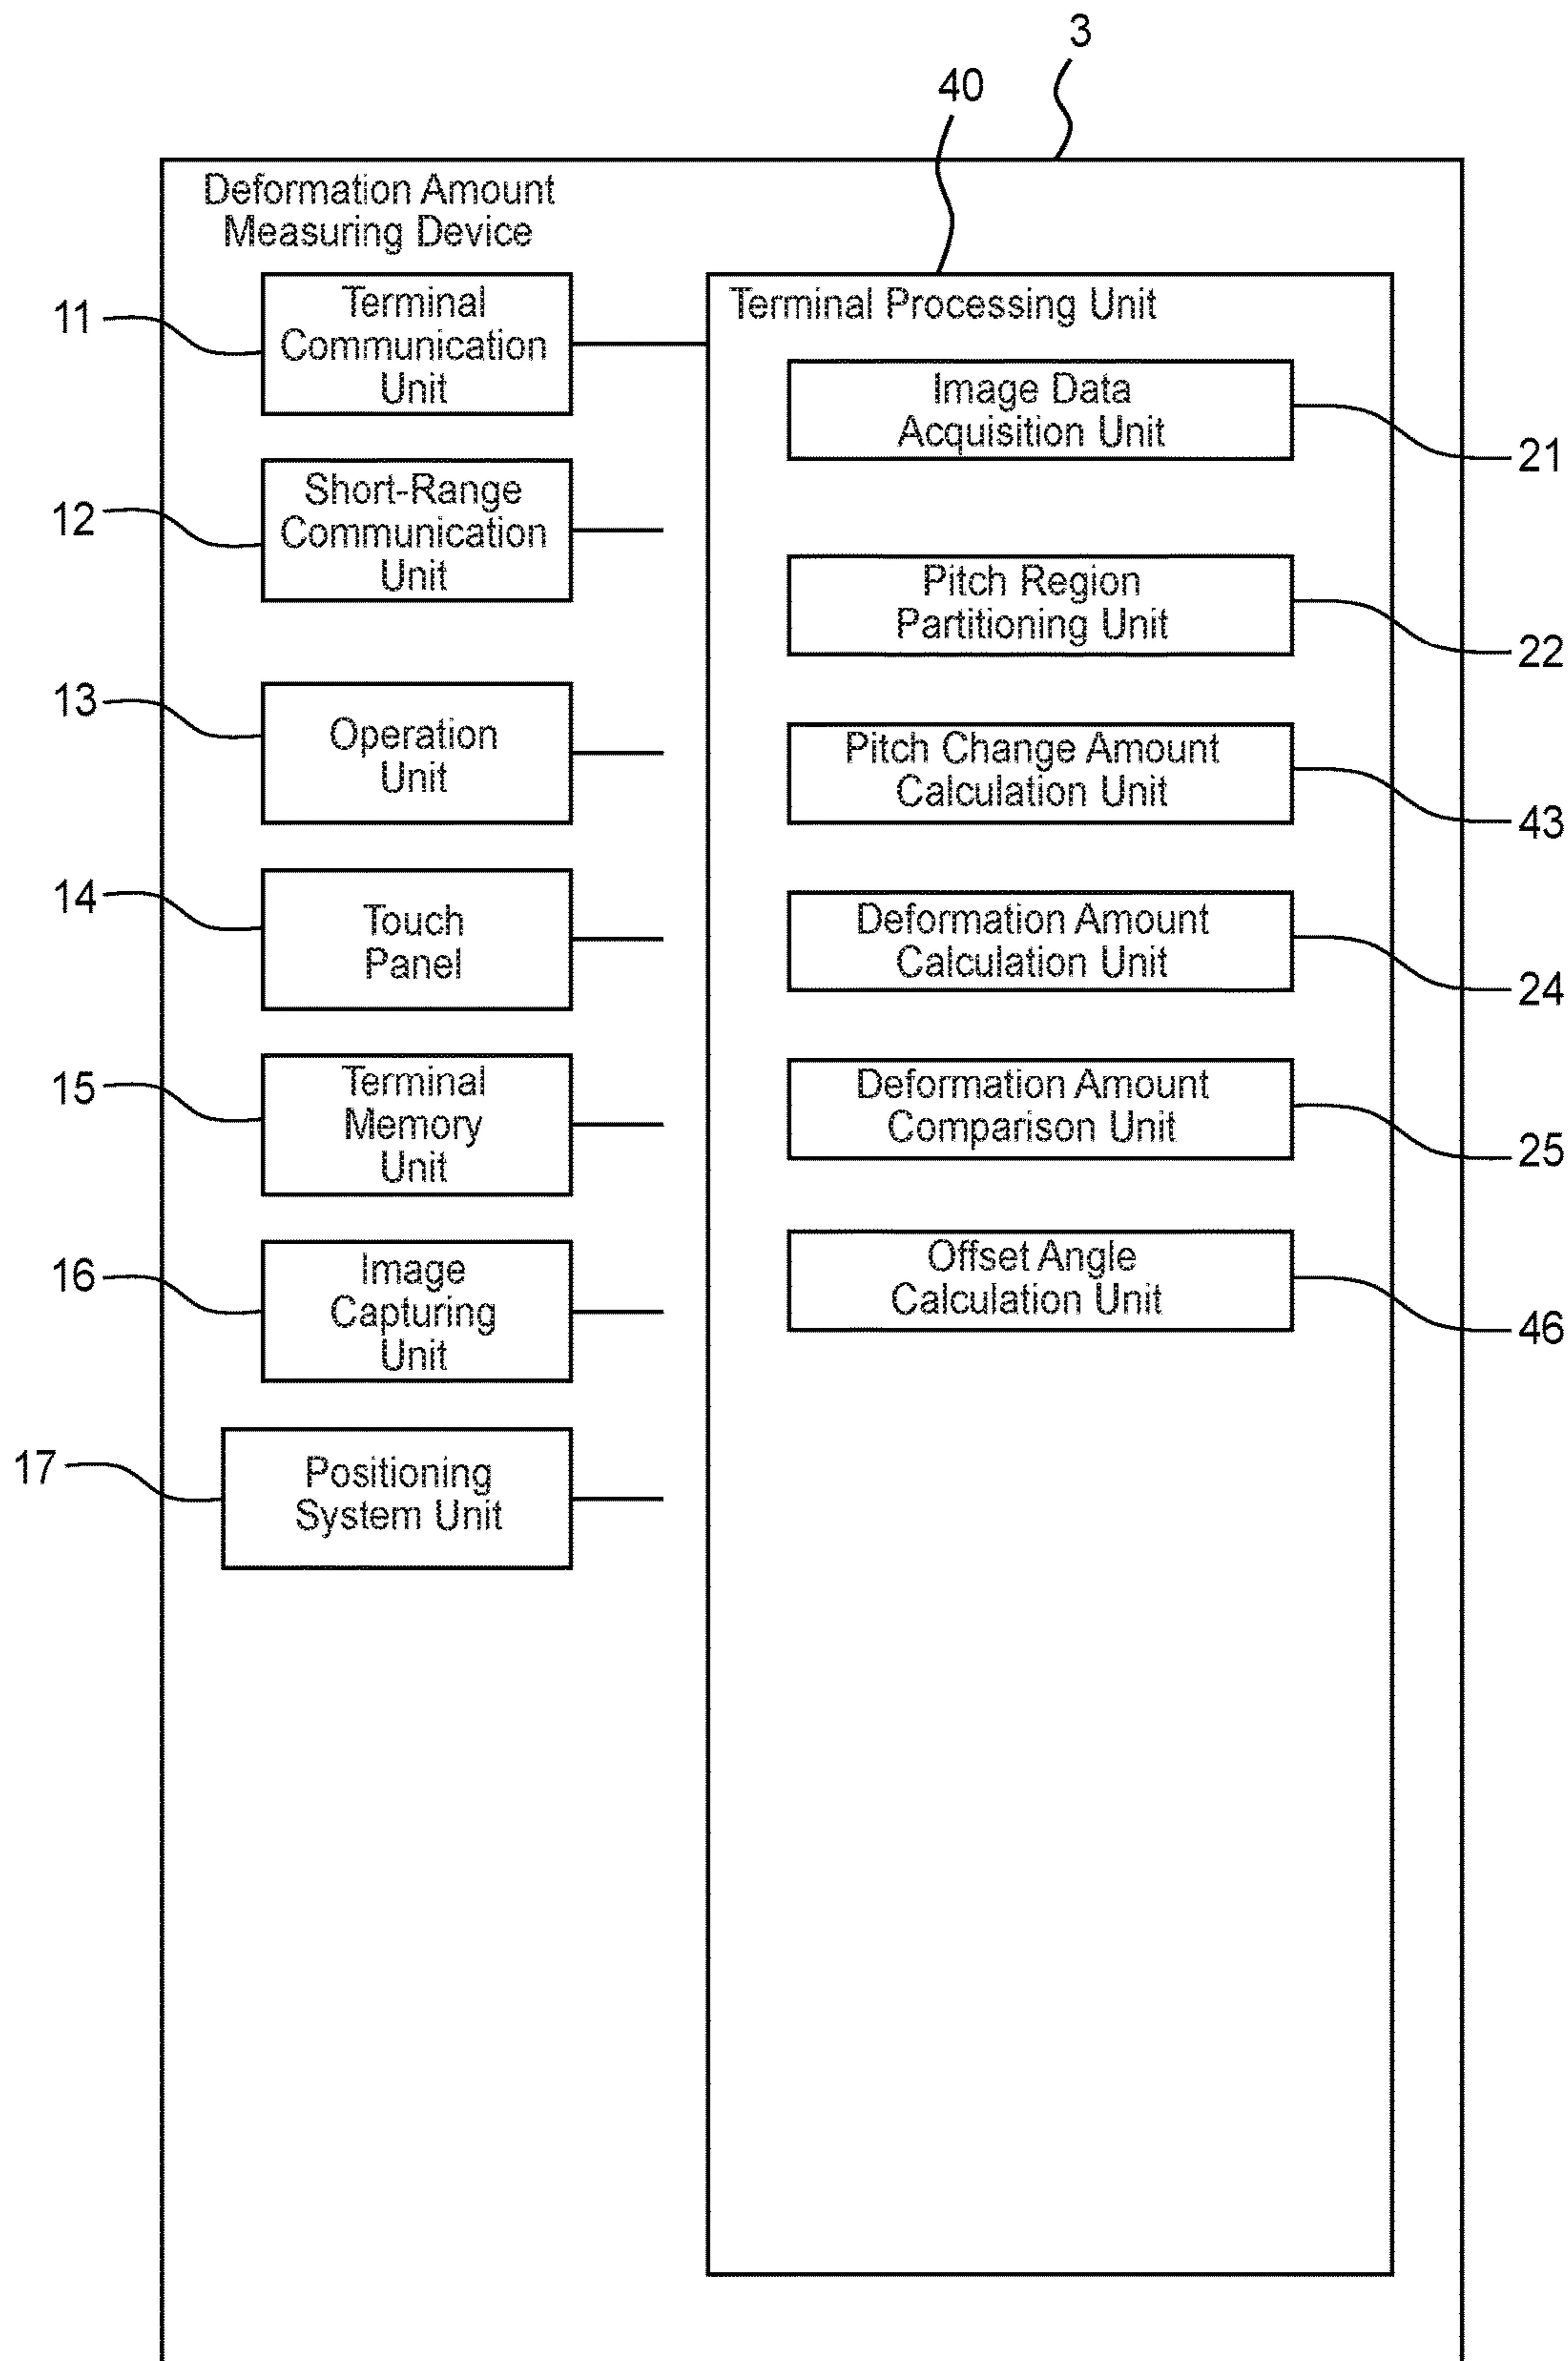 3
40
Deformation Amount
Measuring Device
11
Terminal
Communication
Unit
12
Short-Range
Communication
Unit
13
Operation
Unit
14
Touch
Panel
15
Terminal
Memory
Unit
16
Image
Capturing
Unit
17
Positioning
System Unit
Terminal Processing Unit
Image Data
Acquisition Unit
21
Pitch Region
Partitioning Unit
22
Pitch Change Amount
Calculation Unit
43
Deformation Amount
Calculation Unit
24
Deformation Amount
Comparison Unit
25
Offset Angle
Calculation Unit
46